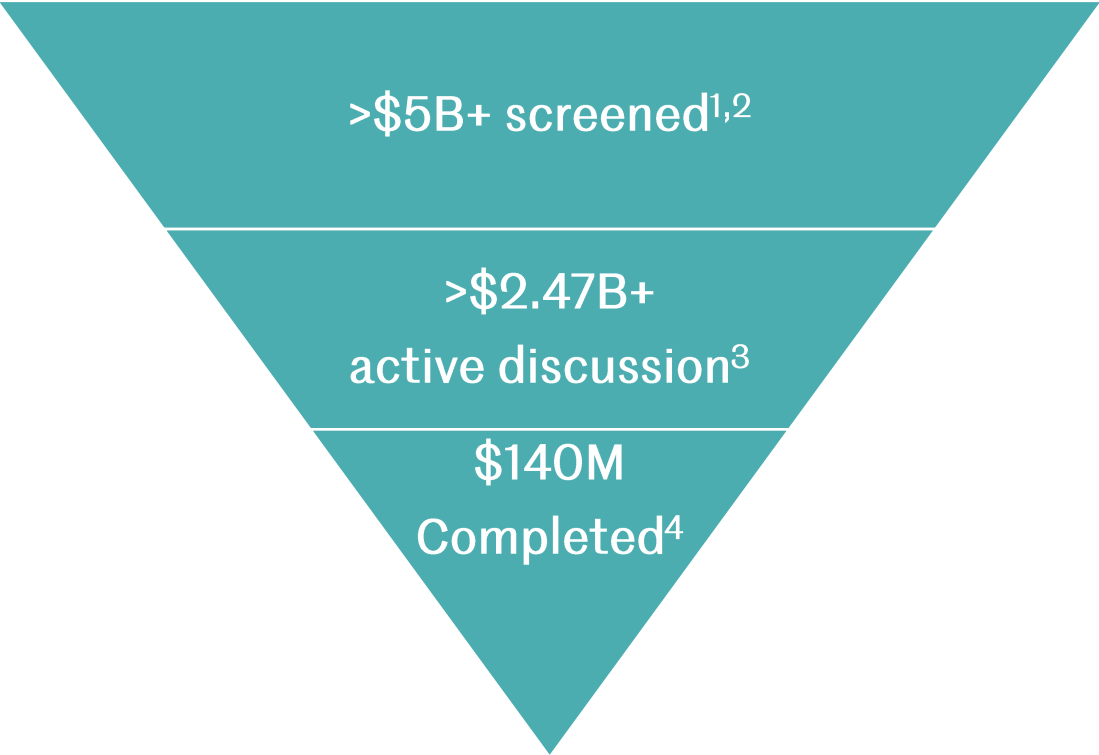 >$5B+ screened1,2
>$2.47B+
active discussion3
$140M
Completed4